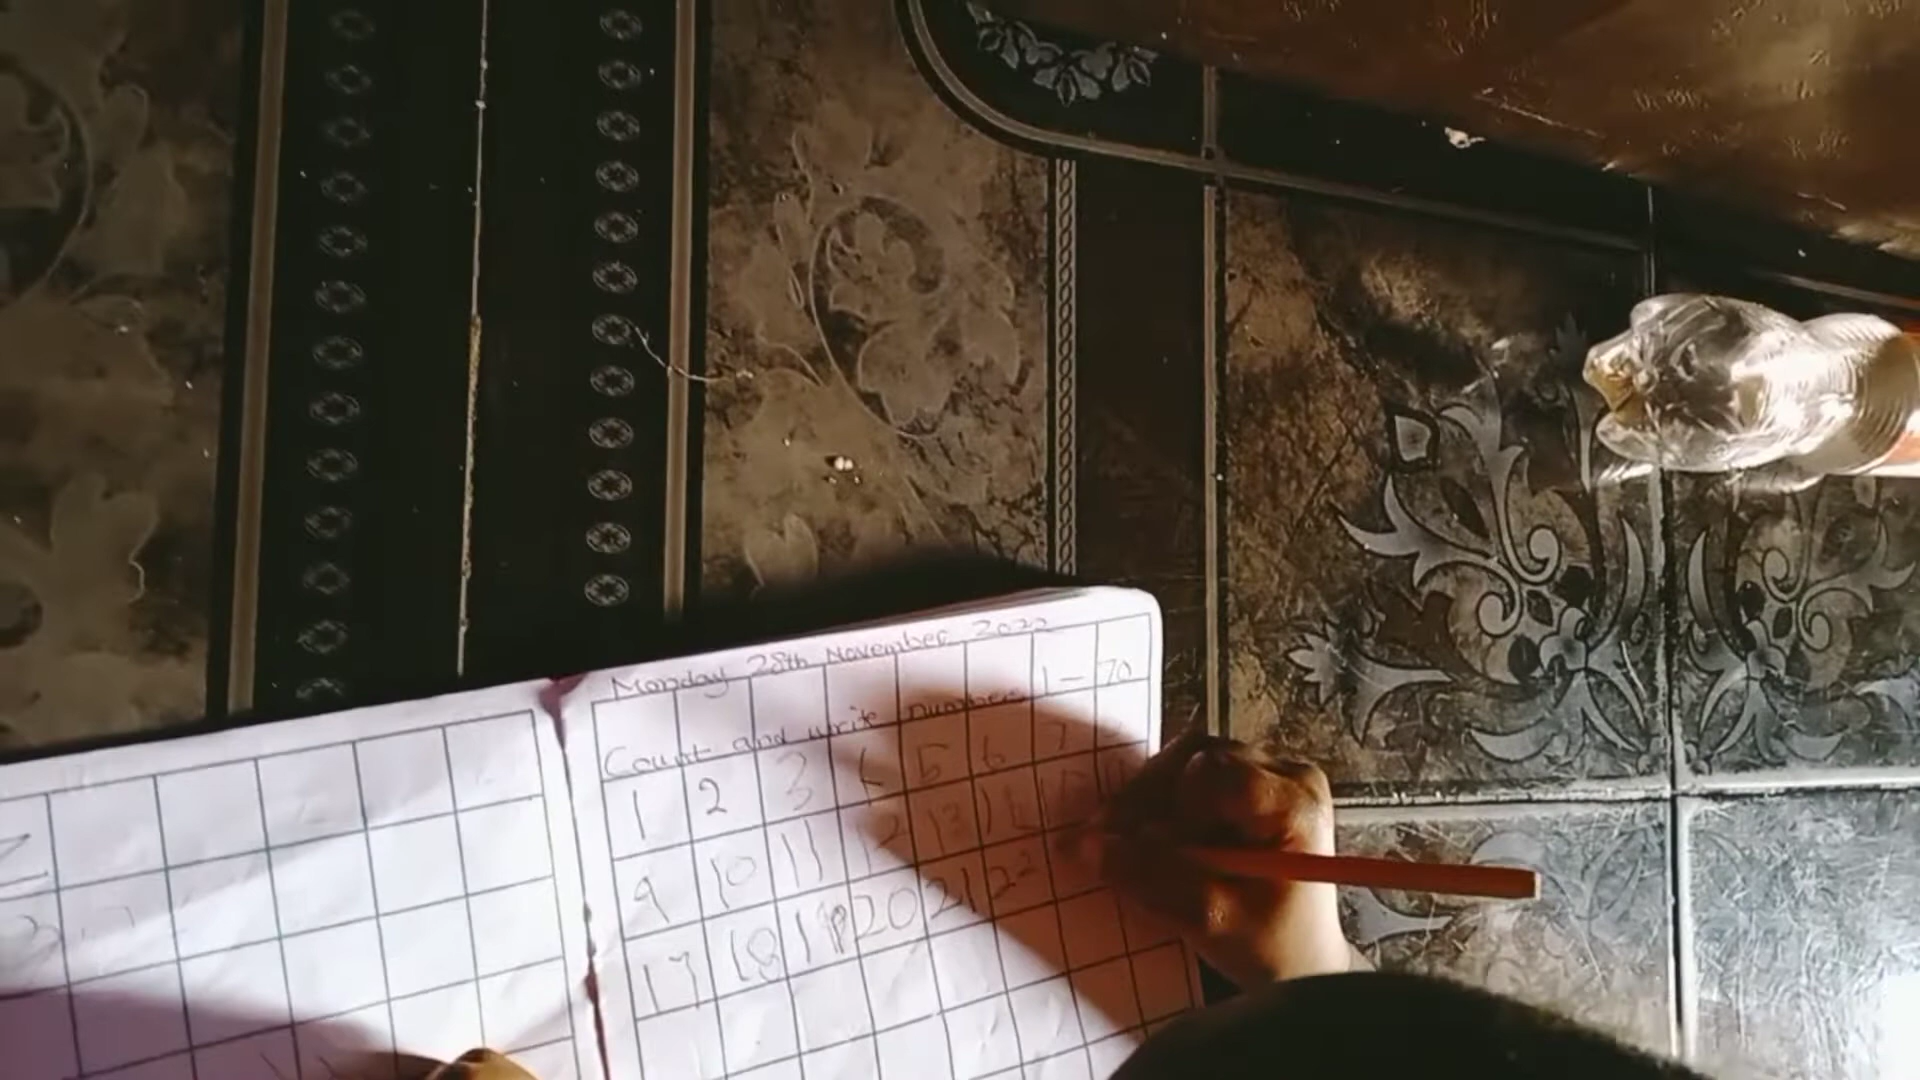 Monday 28th November 2022
Count and write numbers 1 - 70
1 2 3 4 5 6 7
9 10 11 12 13 14 15
17 18 19 20 21 22